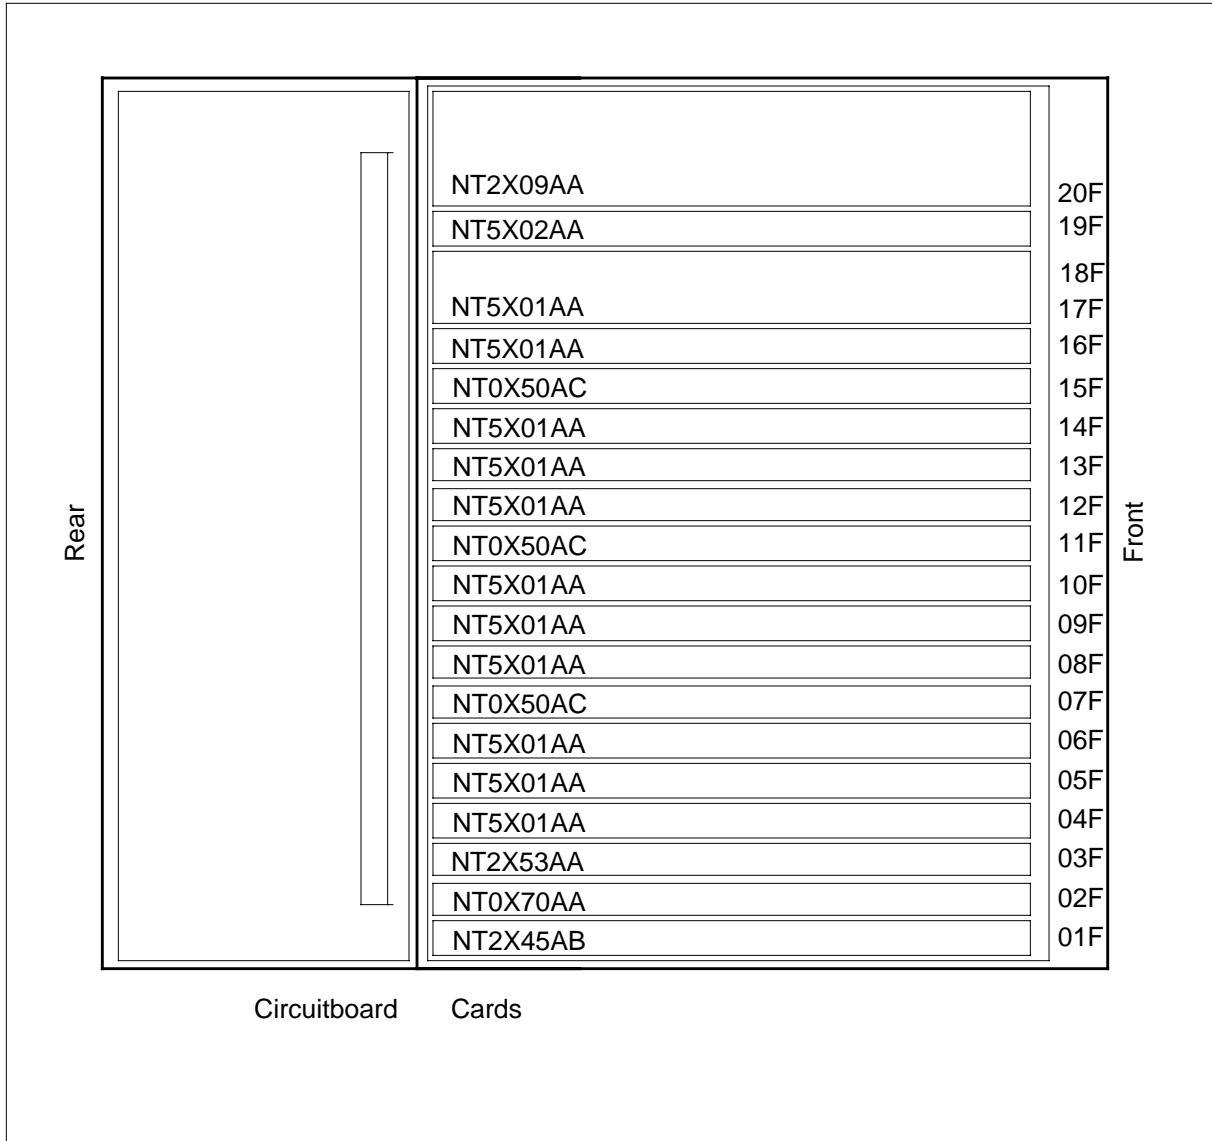 NT2X09AA 20F
NT5X02AA 19F
18F
NT5X01AA 17F
NT5X01AA 16F
NT0X50AC 15F
NT5X01AA 14F
NT5X01AA 13F
NT5X01AA 12F
Rear
NT0X50AC 11F
Front
NT5X01AA 10F
NT5X01AA 09F
NT5X01AA 08F
NT0X50AC 07F
NT5X01AA 06F
NT5X01AA 05F
NT5X01AA 04F
NT2X53AA 03F
NT0X70AA 02F
NT2X45AB 01F
Circuitboard Cards